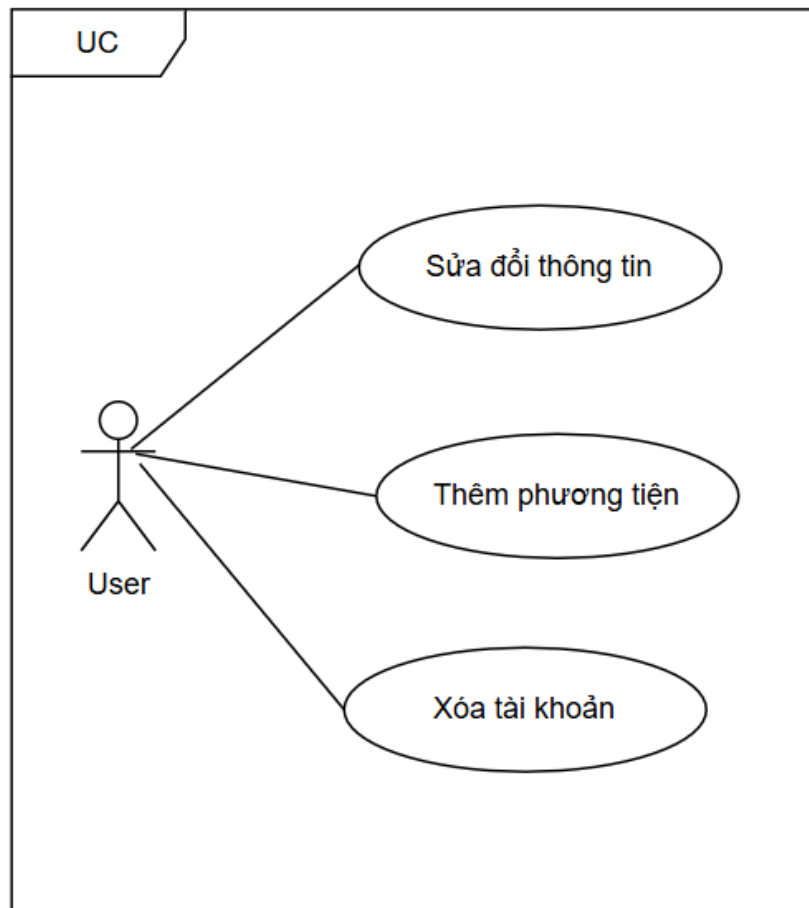 UC
Sửa đổi thông tin
Thêm phương tiện
User
Xóa tài khoản